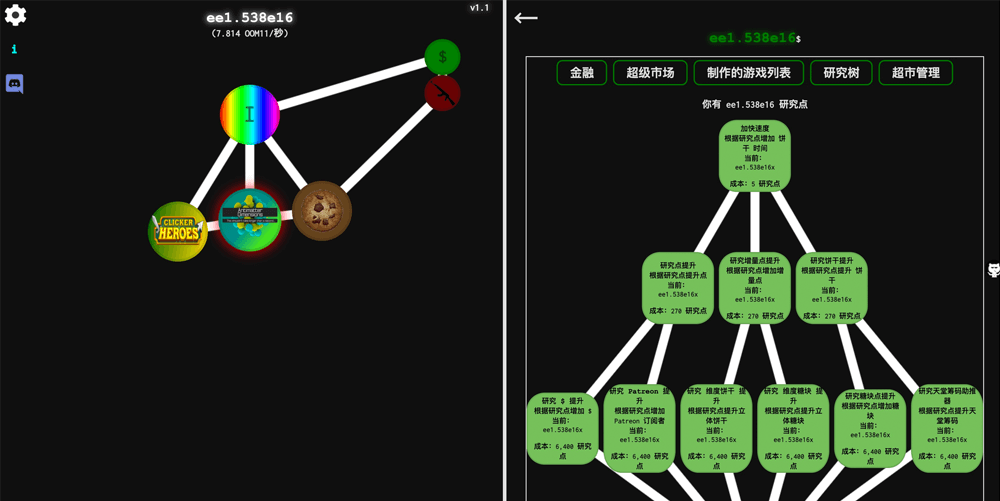 v1.1
ee1.538e16
(7.814 OOM11/秒)
i
$
I
CLICKER
HEROES
Antimatter
Dimensions
ee1.538e16$
金融
超级市场
制作的游戏列表
研究树
超市管理
你有 ee1.538e16 研究点
加快速度
根据研究点增加 饼
干 时间
当前:
ee1.538e16x
成本: 5 研究点
研究点提升
根据研究点提升点
当前:
ee1.538e16x
成本: 270 研究点
研究增量点提升
根据研究点增加增
量点
当前:
ee1.538e16x
成本: 270 研究点
研究饼干提升
根据研究点提升 饼
干
当前:
ee1.538e16x
成本: 270 研究点
研究 $ 提升
根据研究点增加 $
当前:
ee1.538e16x
成本: 6,400 研究
点
研究 Patreon 提
升
根据研究点增加
Patreon 订阅者
当前:
ee1.538e16x
成本: 6,400 研究
点
研究 维度饼干 提
升
根据研究点提升立
体饼干
当前:
ee1.538e16x
成本: 6,400 研究
点
研究 维度糖块 提
升
根据研究点提升立
体糖块
当前:
ee1.538e16x
成本: 6,400 研究
点
研究糖块点提升
根据研究点增加糖
块
当前:
ee1.538e16x
成本: 6,400 研究
点
研究天堂筹码助推
器
根据研究点提升天
堂筹码
当前:
ee1.538e16x
成本: 6,400 研究
点